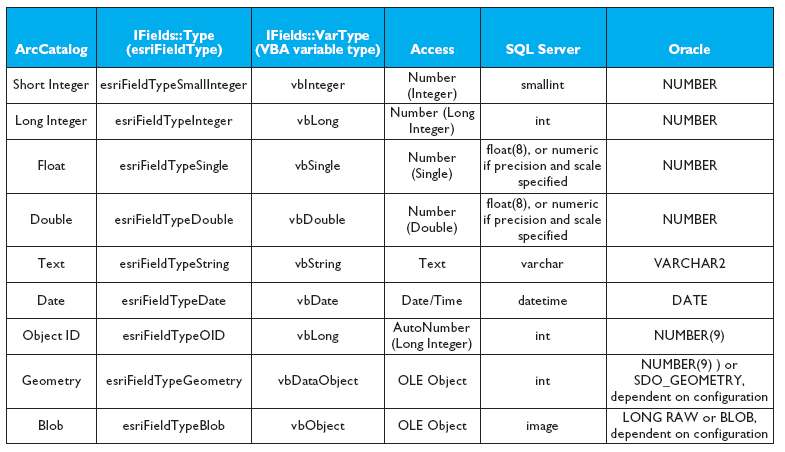 ArcCatalog
IFields::Type
(esriFieldType)
IFields::VarType
(VBA variable type)
Access
SQL Server
Oracle
Short Integer
esriFieldTypeSmallInteger
vbInteger
Number
(Integer)
smallint
NUMBER
Long Integer
esriFieldTypeInteger
vbLong
Number (Long
Integer)
int
NUMBER
Float
esriFieldTypeSingle
vbSingle
Number
(Single)
float(8), or numeric
if precision and scale
specified
NUMBER
Double
esriFieldTypeDouble
vbDouble
Number
(Double)
float(8), or numeric
if precision and scale
specified
NUMBER
Text
esriFieldTypeString
vbString
Text
varchar
VARCHAR2
Date
esriFieldTypeDate
vbDate
Date/Time
datetime
DATE
Object ID
esriFieldTypeOID
vbLong
AutoNumber
(Long Integer)
int
NUMBER(9)
Geometry
esriFieldTypeGeometry
vbDataObject
OLE Object
int
NUMBER(9) ) or
SDO_GEOMETRY,
dependent on configuration
Blob
esriFieldTypeBlob
vbObject
OLE Object
image
LONG RAW or BLOB,
dependent on configuration